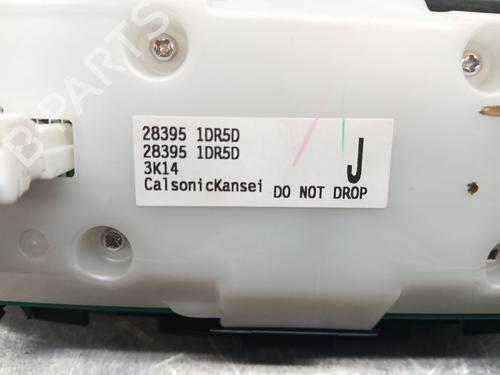 B-PARTS
28395 1DR5D
28395 1DR5D
3K14
CalsonicKansei DO NOT DROP
J